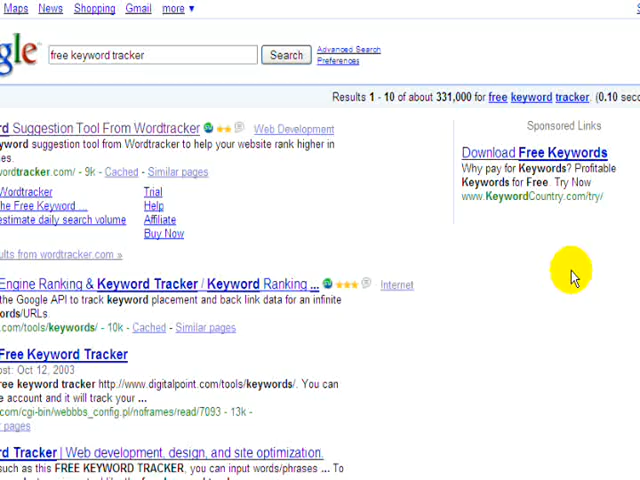 Maps News Shopping Gmail more ▼
gle™ free keyword tracker Search Advanced Search
Preferences
Results 1 - 10 of about 331,000 for free keyword tracker. (0.10 seco
rd Suggestion Tool From Wordtracker Web Development
yword suggestion tool from Wordtracker to help your website rank higher in
es.
wordtracker.com/ - 9k - Cached - Similar pages
Wordtracker Trial
he Free Keyword ... Help
estimate daily search volume Affiliate
Buy Now
ults from wordtracker.com »
Sponsored Links
Download Free Keywords
Why pay for Keywords? Profitable
Keywords for Free. Try Now
www.KeywordCountry.com/try/
Engine Ranking & Keyword Tracker / Keyword Ranking ... Internet
the Google API to track keyword placement and back link data for an infinite
ords/URLs.
.com/tools/keywords/ - 10k - Cached - Similar pages
Free Keyword Tracker
ost: Oct 12, 2003
ree keyword tracker http://www.digitalpoint.com/tools/keywords/. You can
e account and it will track your ...
com/cgi-bin/webbbs_config.pl/noframes/read/7093 - 13k -
r pages
rd Tracker | Web development, design, and site optimization.
such as this FREE KEYWORD TRACKER, you can input words/phrases ... To